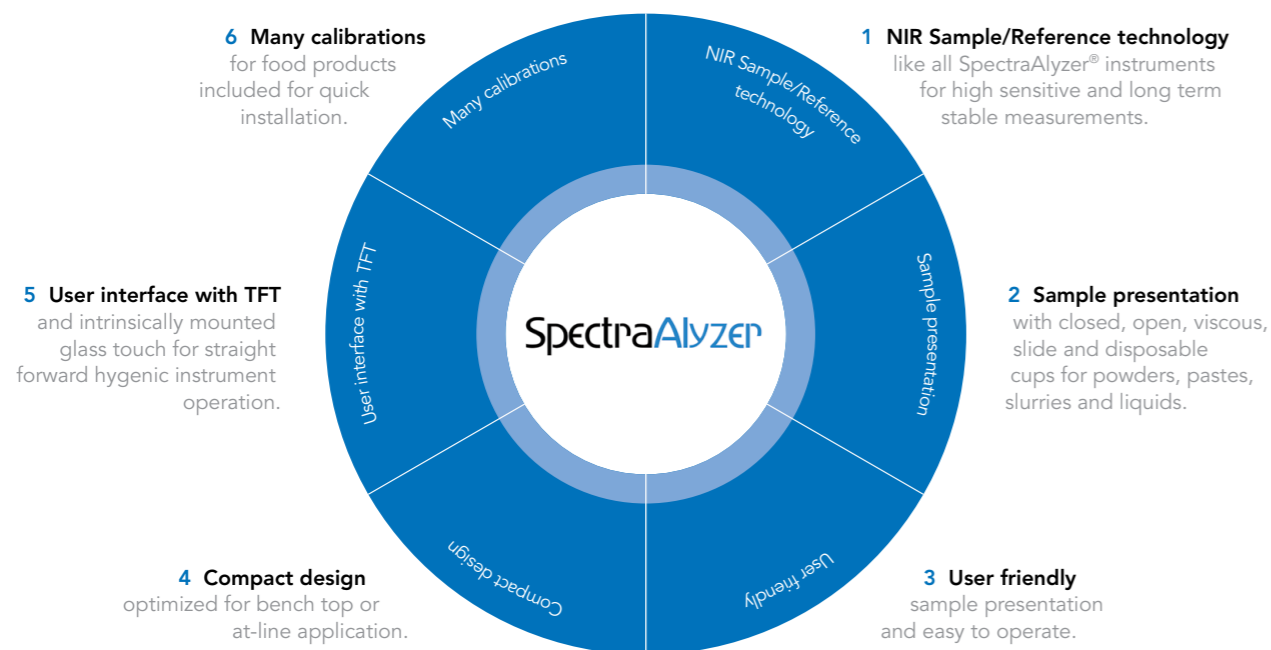 6 Many calibrations
for food products
included for quick
installation.
1 NIR Sample/Reference technology
like all SpectraAlyzer® instruments
for high sensitive and long term
stable measurements.
Many calibrations
NIR Sample/Reference
technology
5 User interface with TFT
and intrinsically mounted
glass touch for straight
forward hygenic instrument
operation.
User interface with TFT
SpectraAlyzer
Sample presentation
2 Sample presentation
with closed, open, viscous,
slide and disposable
cups for powders, pastes,
slurries and liquids.
Compact design
User friendly
4 Compact design
optimized for bench top or
at-line application.
3 User friendly
sample presentation
and easy to operate.